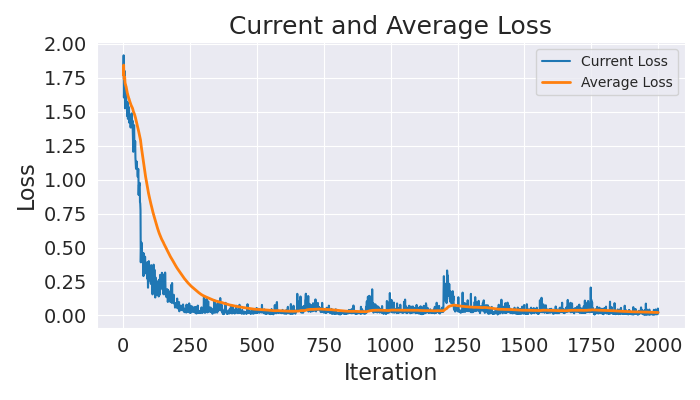 Current and Average Loss
2.00
1.75
1.50
1.25
1.00
0.75
0.50
0.25
0.00
Loss
Current Loss
Average Loss
0 250 500 750 1000 1250 1500 1750 2000
Iteration